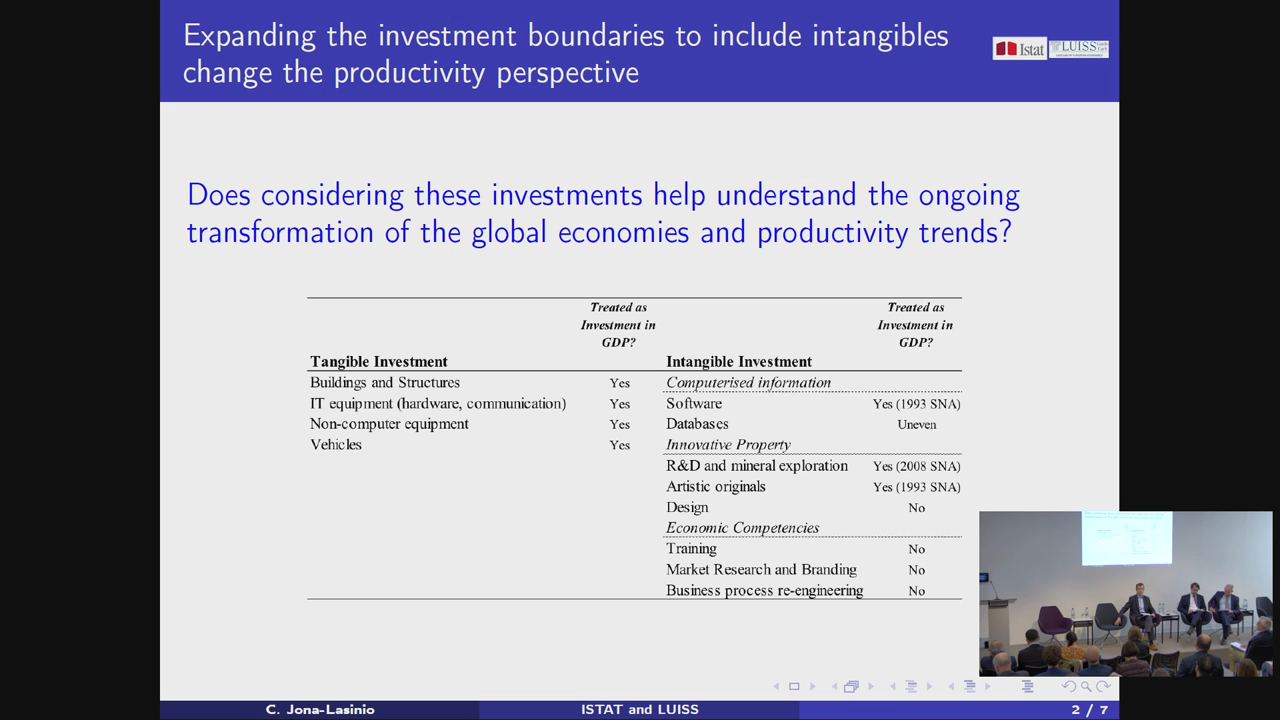 Expanding the investment boundaries to include intangibles
change the productivity perspective
Istat
LUISS
Does considering these investments help understand the ongoing
transformation of the global economies and productivity trends?
Treated as Investment in GDP? Treated as Investment in GDP?
Tangible Investment Intangible Investment
Buildings and Structures Yes Computerised information
IT equipment (hardware, communication) Yes Software Yes (1993 SNA)
Non-computer equipment Yes Databases Uneven
Vehicles Yes Innovative Property
R&D and mineral exploration Yes (2008 SNA)
Artistic originals Yes (1993 SNA)
Design No
Economic Competencies
Training No
Market Research and Branding No
Business process re-engineering No
C. Jona-Lasinio ISTAT and LUISS 2 / 7